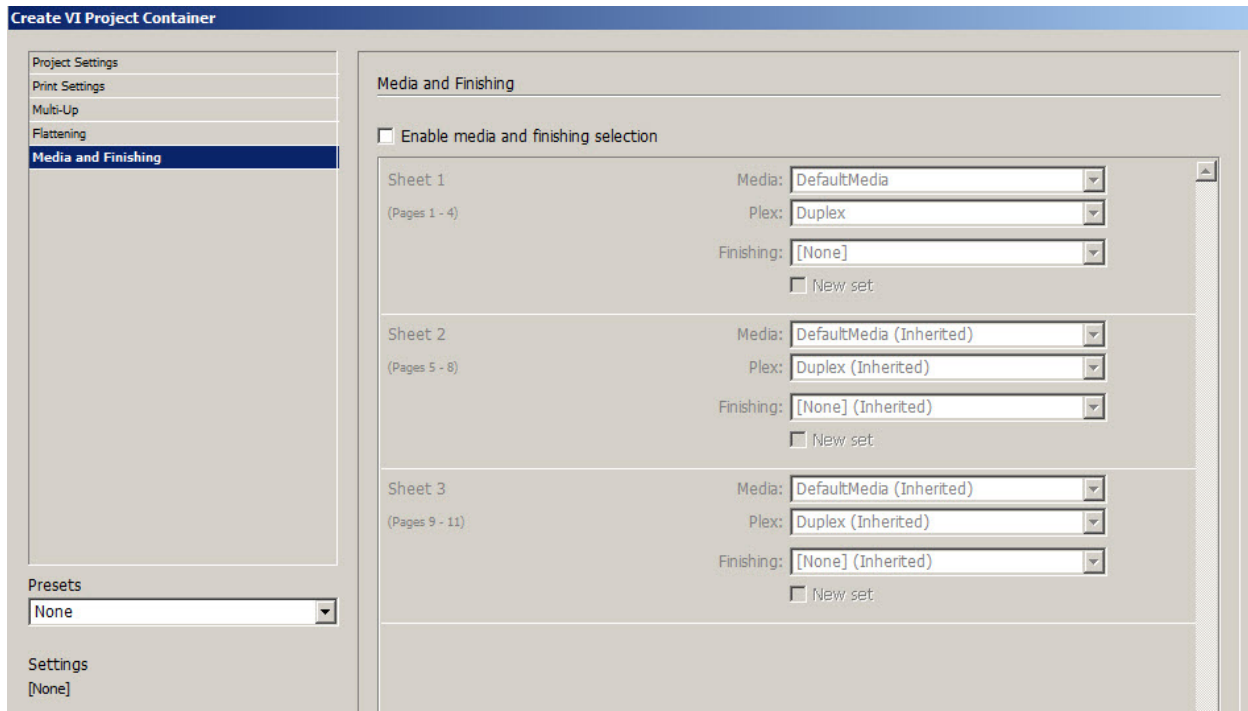 Create VI Project Container
Project Settings
Print Settings
Multi-Up
Flattening
Media and Finishing
Presets
None
Settings
[None]
Media and Finishing
Enable media and finishing selection
Sheet 1 Media: DefaultMedia
(Pages 1 - 4) Plex: Duplex
Finishing: [None]
New set
Sheet 2 Media: DefaultMedia (Inherited)
(Pages 5 - 8) Plex: Duplex (Inherited)
Finishing: [None] (Inherited)
New set
Sheet 3 Media: DefaultMedia (Inherited)
(Pages 9 - 11) Plex: Duplex (Inherited)
Finishing: [None] (Inherited)
New set